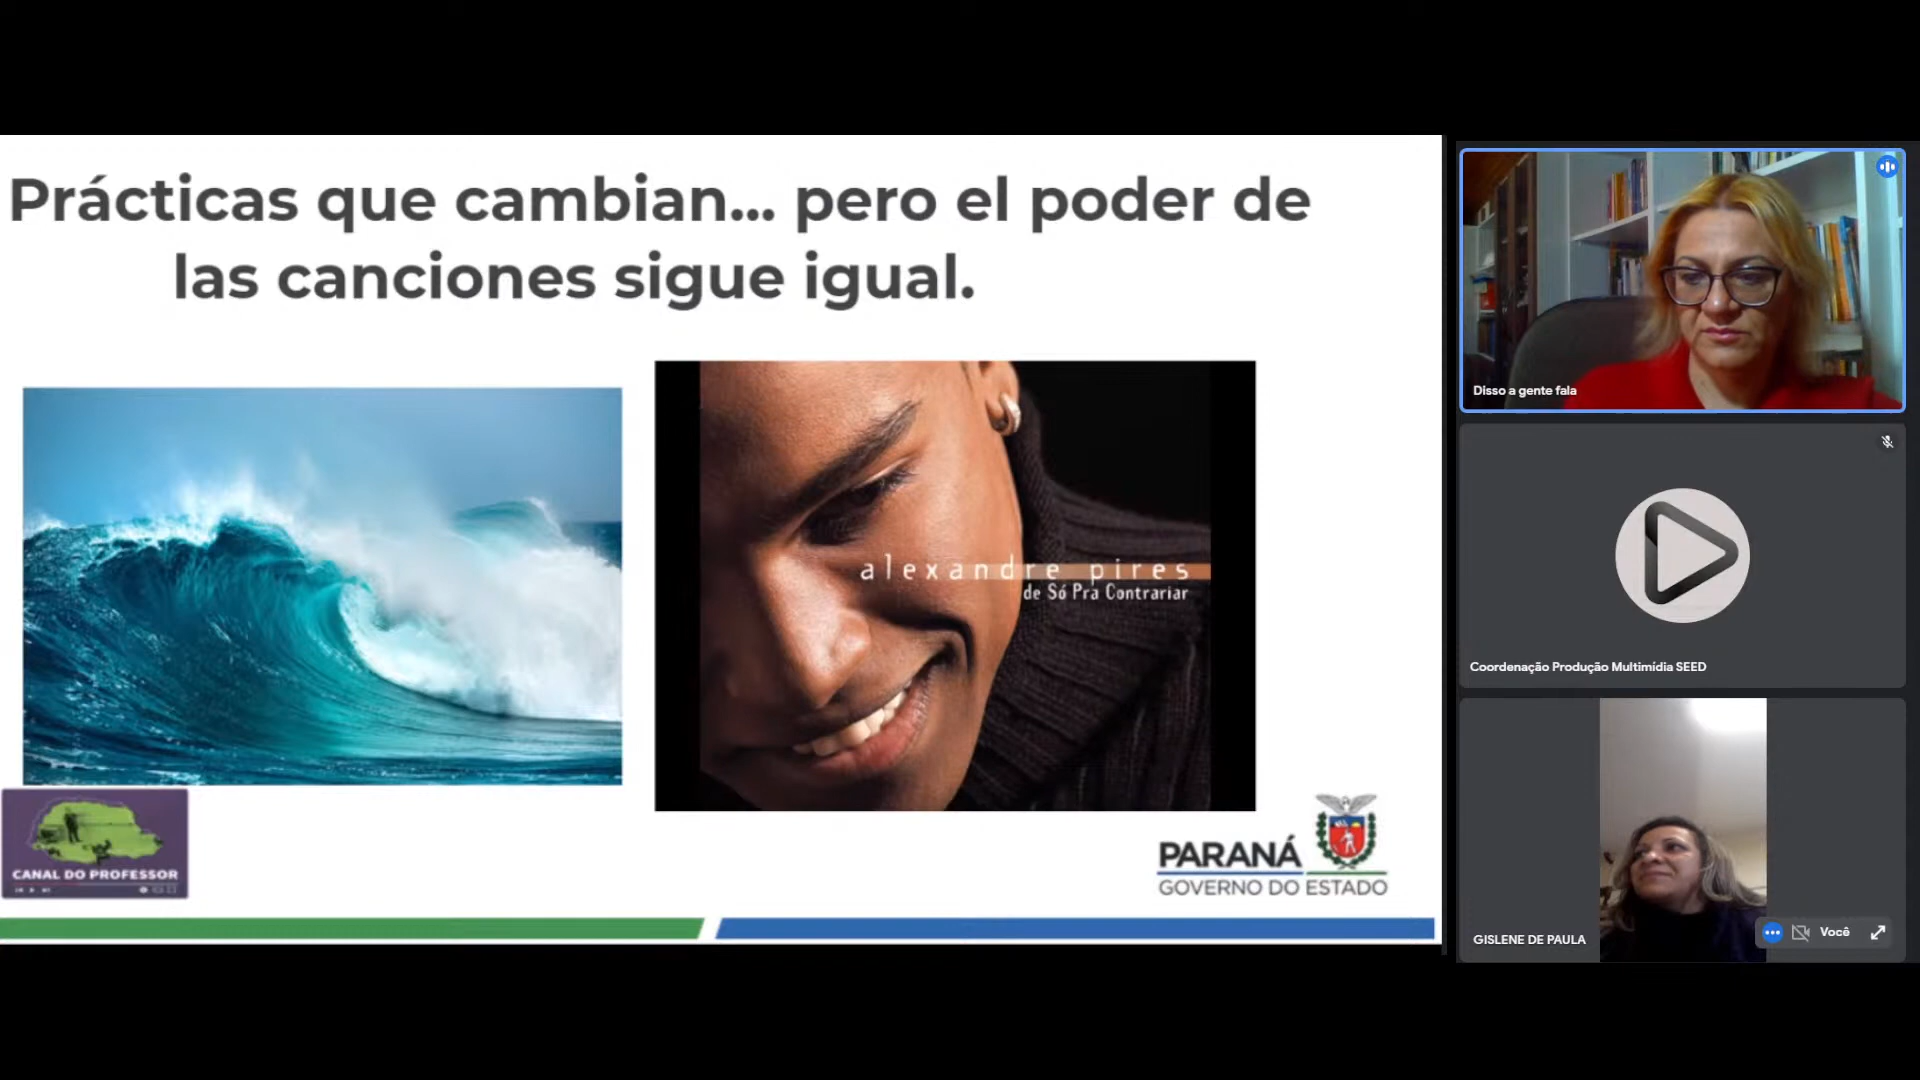 Prácticas que cambian... pero el poder de
las canciones sigue igual.
alexandre pires
de Só Pra Contrariar
CANAL DO PROFESSOR
PARANÁ
GOVERNO DO ESTADO
Disso a gente fala
Coordenação Produção Multimídia SEED
GISLENE DE PAULA
Você